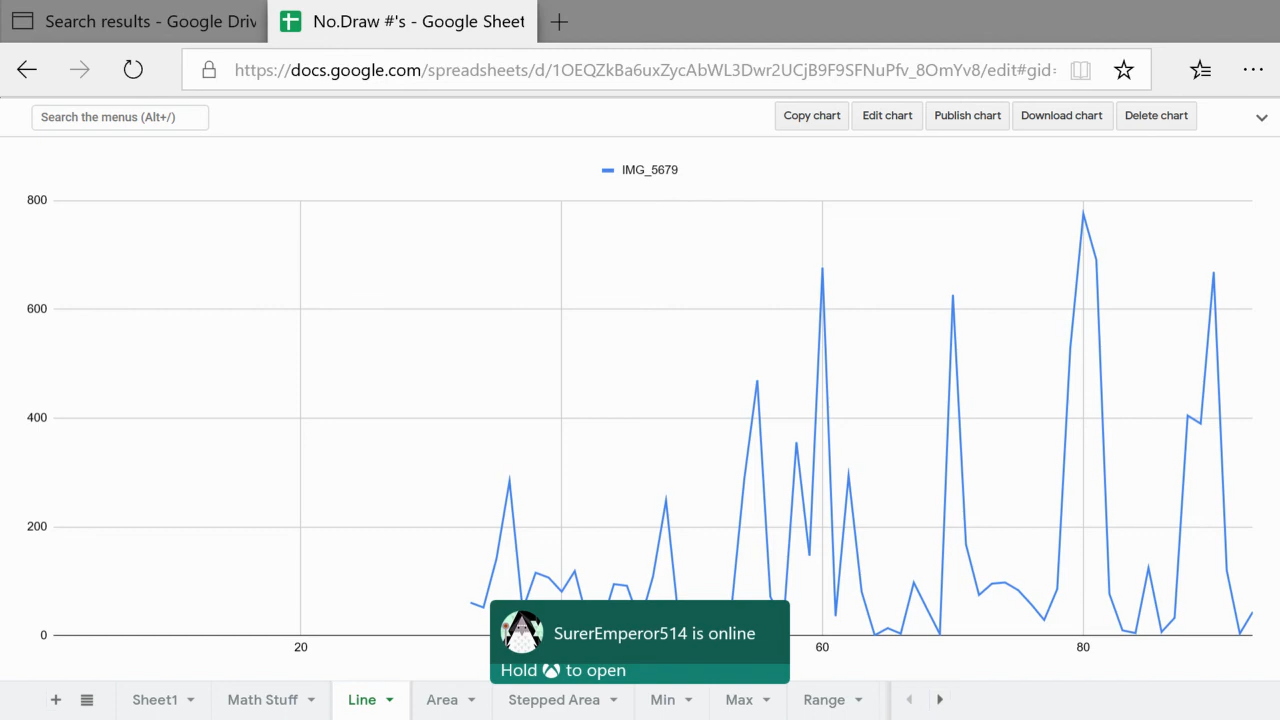 Search results - Google Driv
No.Draw #'s - Google Sheet
https://docs.google.com/spreadsheets/d/1OEQZkBa6uxZycAbWL3Dwr2UCjB9F9SFNuPfv_8OmYv8/edit#gid=
Search the menus (Alt+/)
Copy chart
Edit chart
Publish chart
Download chart
Delete chart
IMG_5679
800
600
400
200
0
20
60
80
SurerEmperor514 is online
Hold to open
Sheet1
Math Stuff
Line
Area
Stepped Area
Min
Max
Range